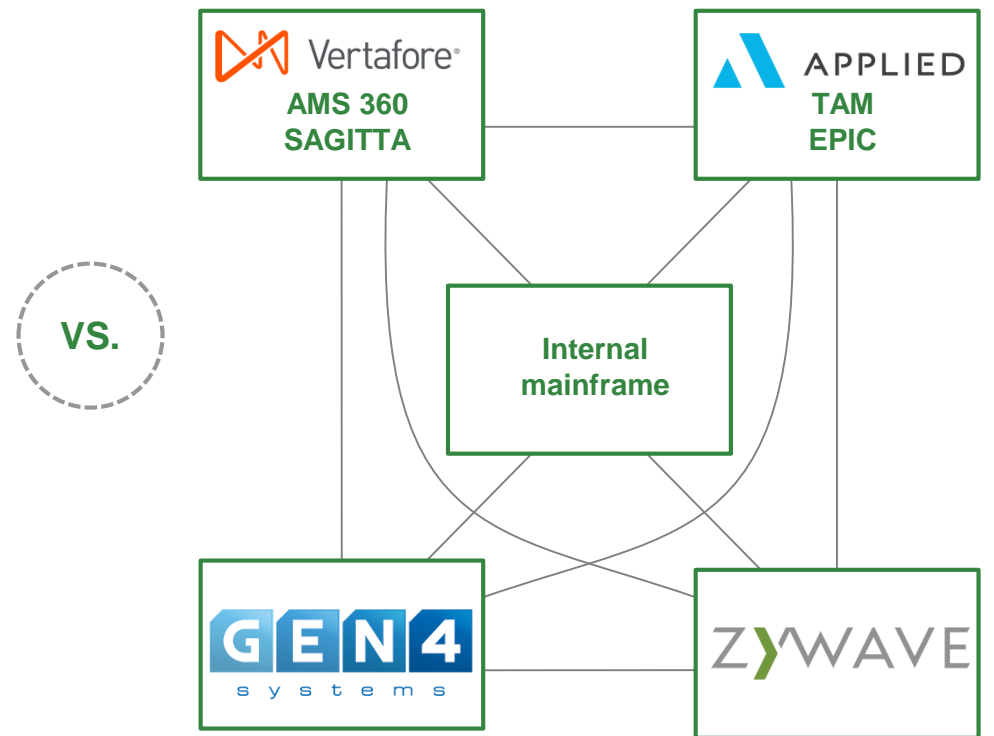 Vertafore®
AMS 360
SAGITTA
APPLIED
TAM
EPIC
VS.
Internal
mainframe
GEN4
systems
ZYWAVE